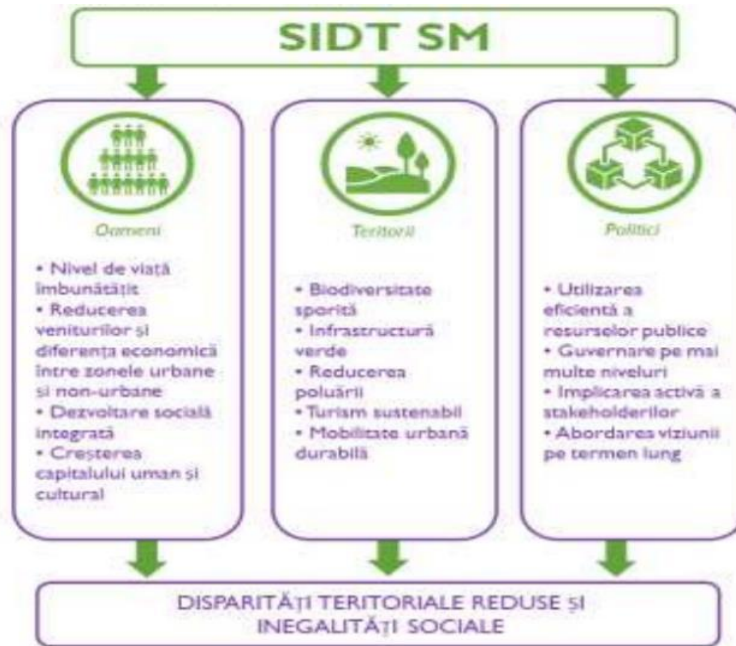 SIDT SM
Oameni
• Nivel de viață
îmbunătățit
• Reducerea
veniturilor și
diferența economică
între zonele urbane
și non-urbane
• Dezvoltare socială
integrată
• Creșterea
capitalului uman și
cultural
Teritorii
• Biodiversitate
sporită
• Infrastructură
verde
• Reducerea
poluării
• Turism sustenabil
• Mobilitate urbană
durabilă
Politici
• Utilizarea
eficientă a
resurselor publice
• Guvernare pe mai
multe niveluri
• Implicarea activă a
stakeholderilor
• Abordarea viziunii
pe termen lung
DISPARITĂȚI TERITORIALE REDUSE ȘI
INEGALITĂȚI SOCIALE